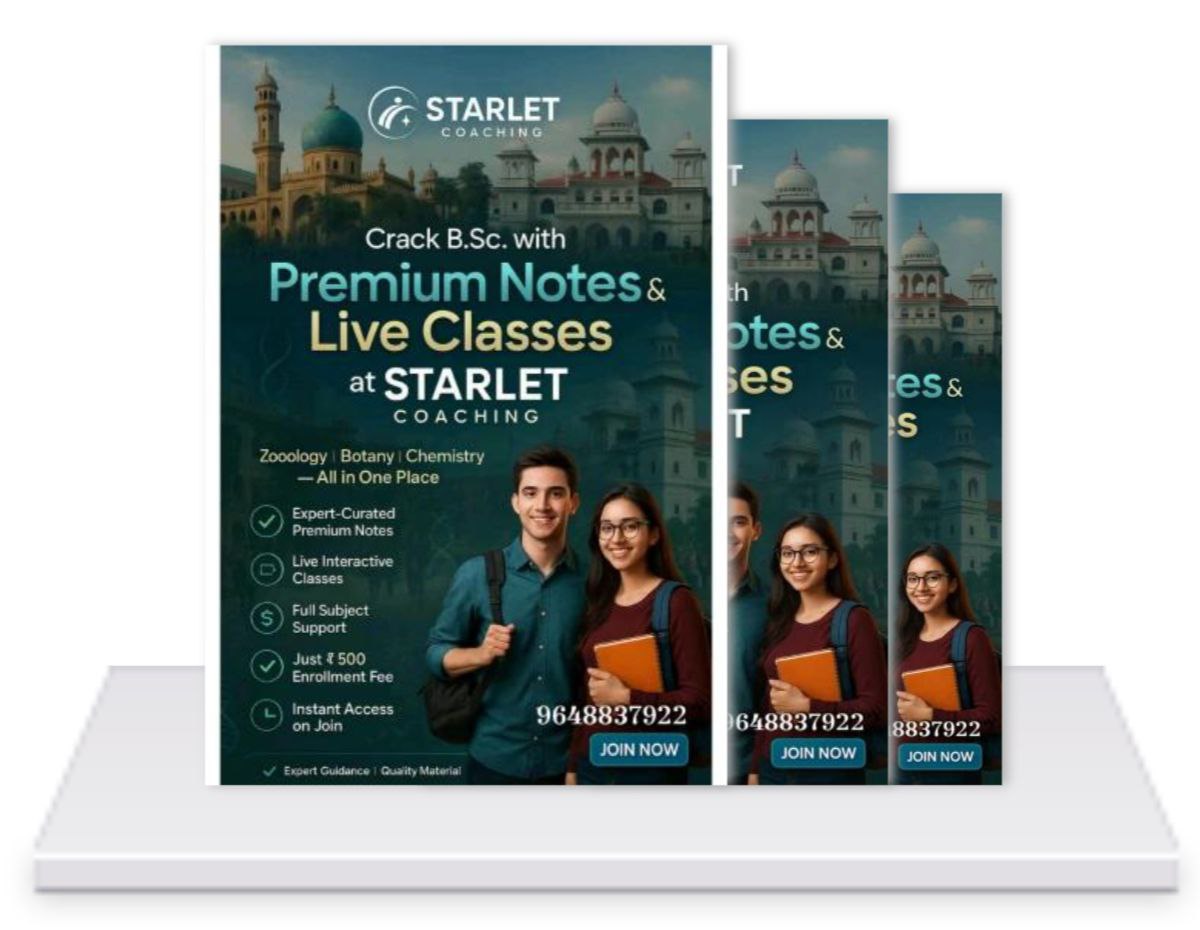 STARLET
COACHING
Crack B.Sc. with
Premium Notes &
Live Classes
at STARLET
COACHING
Zooology | Botany | Chemistry
— All in One Place
Expert-Curated
Premium Notes
Live Interactive
Classes
Full Subject
Support
Just ₹ 500
Enrollment Fee
Instant Access
on Join
9648837922
JOIN NOW
Expert Guidance | Quality Material
T
th
otes &
ses
T
9648837922
JOIN NOW
tes &
es
8837922
JOIN NOW